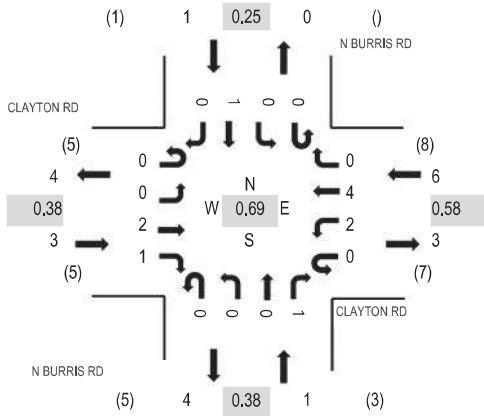 (1) 1 0.25 0 ()
N BURRIS RD
CLAYTON RD
0 1 0 0
(5) 0 0 (8)
4 0 N 4 6
0.38 W 0.69 E 0.58
3 2 S 2 3
(5) 1 0 (7)
0 0 0 1
CLAYTON RD
N BURRIS RD
(5) 4 0.38 1 (3)